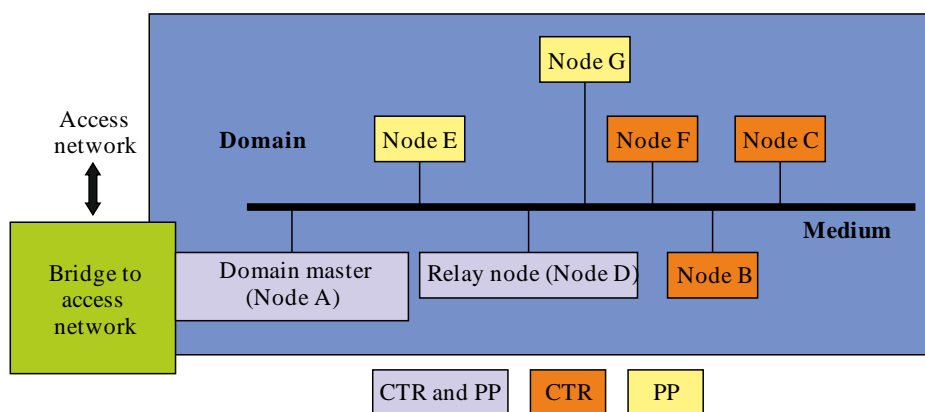 Node G
Access
network
Domain
Node E
Node F
Node C
Medium
Bridge to
access
network
Domain master
(Node A)
Relay node (Node D)
Node B
CTR and PP
CTR
PP